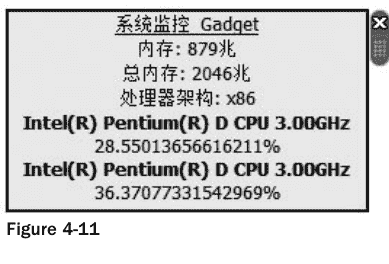 系统监控 Gadget
内存: 879兆
总内存: 2046兆
处理器架构: x86
Intel(R) Pentium(R) D CPU 3.00GHz
28.55013656616211%
Intel(R) Pentium(R) D CPU 3.00GHz
36.37077331542969%
Figure 4-11